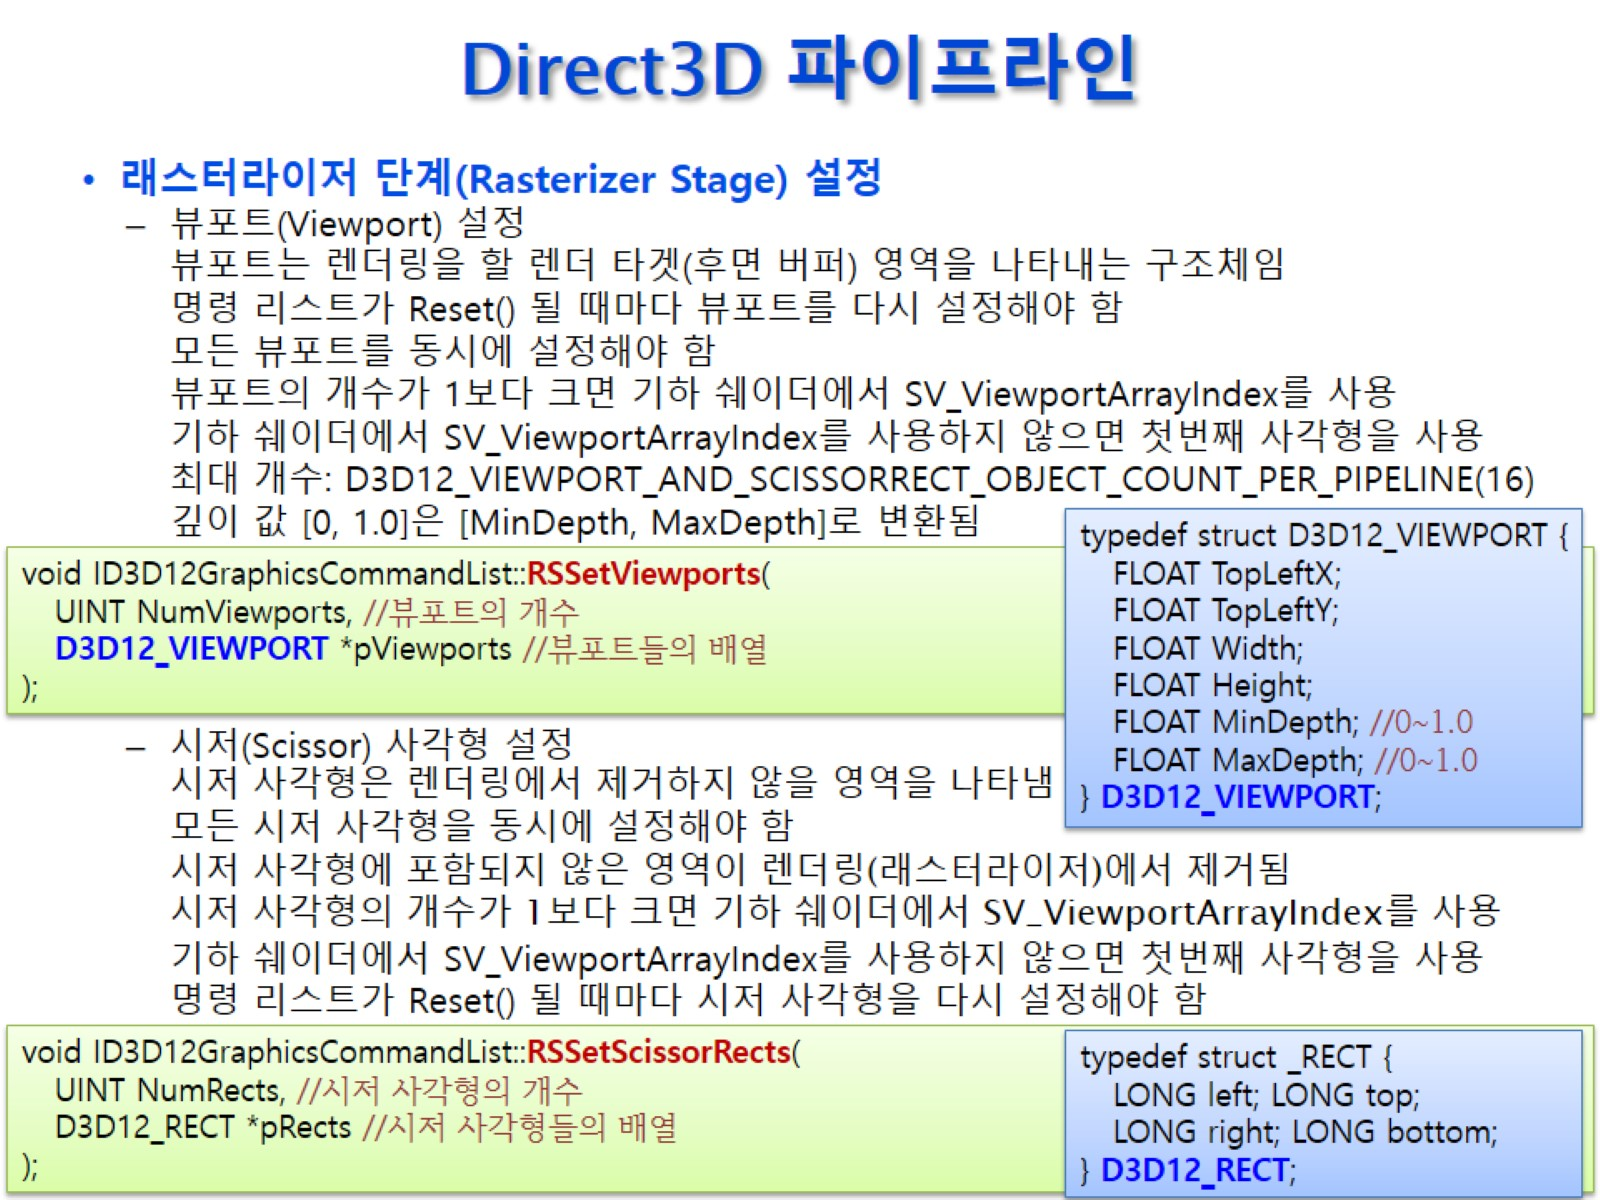 Direct3D 파이프라인
• 래스터라이저 단계(Rasterizer Stage) 설정
– 뷰포트(Viewport) 설정
뷰포트는 렌더링을 할 렌더 타겟(후면 버퍼) 영역을 나타내는 구조체임
명령 리스트가 Reset() 될 때마다 뷰포트를 다시 설정해야 함
모든 뷰포트를 동시에 설정해야 함
뷰포트의 개수가 1보다 크면 기하 쉐이더에서 SV_ViewportArrayIndex를 사용
기하 쉐이더에서 SV_ViewportArrayIndex를 사용하지 않으면 첫번째 사각형을 사용
최대 개수: D3D12_VIEWPORT_AND_SCISSORRECT_OBJECT_COUNT_PER_PIPELINE(16)
깊이 값 [0, 1.0]은 [MinDepth, MaxDepth]로 변환됨
void ID3D12GraphicsCommandList::RSSetViewports(
UINT NumViewports, //뷰포트의 개수
D3D12_VIEWPORT *pViewports //뷰포트들의 배열
);
typedef struct D3D12_VIEWPORT {
FLOAT TopLeftX;
FLOAT TopLeftY;
FLOAT Width;
FLOAT Height;
FLOAT MinDepth; //0~1.0
FLOAT MaxDepth; //0~1.0
} D3D12_VIEWPORT;
– 시저(Scissor) 사각형 설정
시저 사각형은 렌더링에서 제거하지 않을 영역을 나타냄
모든 시저 사각형을 동시에 설정해야 함
시저 사각형에 포함되지 않은 영역이 렌더링(래스터라이저)에서 제거됨
시저 사각형의 개수가 1보다 크면 기하 쉐이더에서 SV_ViewportArrayIndex를 사용
기하 쉐이더에서 SV_ViewportArrayIndex를 사용하지 않으면 첫번째 사각형을 사용
명령 리스트가 Reset() 될 때마다 시저 사각형을 다시 설정해야 함
void ID3D12GraphicsCommandList::RSSetScissorRects(
UINT NumRects, //시저 사각형의 개수
D3D12_RECT *pRects //시저 사각형들의 배열
);
typedef struct _RECT {
LONG left; LONG top;
LONG right; LONG bottom;
} D3D12_RECT;